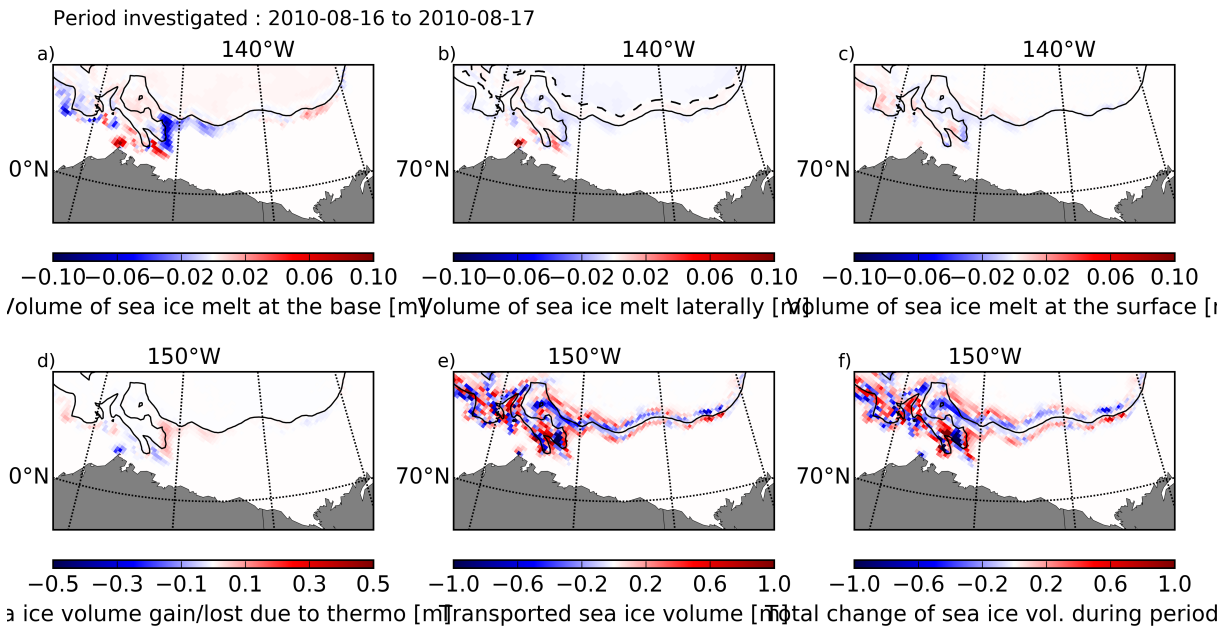 Period investigated : 2010-08-16 to 2010-08-17
a) 140°W b) 140°W c) 140°W
0°N 70°N 70°N
−0.10 −0.06 −0.02 0.02 0.06 0.10 −0.10 −0.06 −0.02 0.02 0.06 0.10 −0.10 −0.06 −0.02 0.02 0.06 0.10
Volume of sea ice melt at the base [m] Volume of sea ice melt laterally [m] Volume of sea ice melt at the surface [
d) 150°W e) 150°W f) 150°W
0°N 70°N 70°N
−0.5 −0.3 −0.1 0.1 0.3 0.5 −1.0 −0.6 −0.2 0.2 0.6 1.0 −1.0 −0.6 −0.2 0.2 0.6 1.0
a ice volume gain/lost due to thermo [m] Transported sea ice volume [m] Total change of sea ice vol. during period